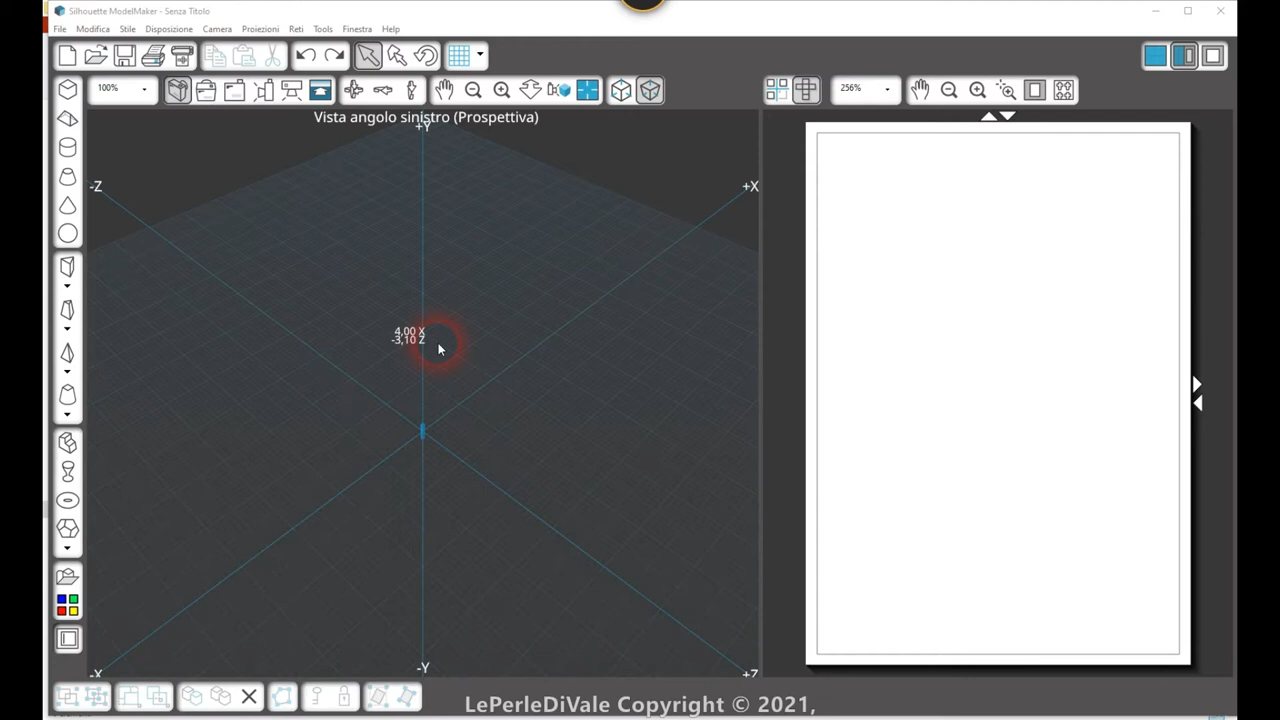 Silhouette ModelMaker - Senza Titolo
File Modifica Stile Disposizione Camera Proiezioni Reti Tools Finestra Help
100%
256%
Vista angolo sinistro (Prospettiva)
+Y
-Z
+X
4,00 X
-3,10 Z
-X
-Y
+Z
LePerleDiVale Copyright © 2021,